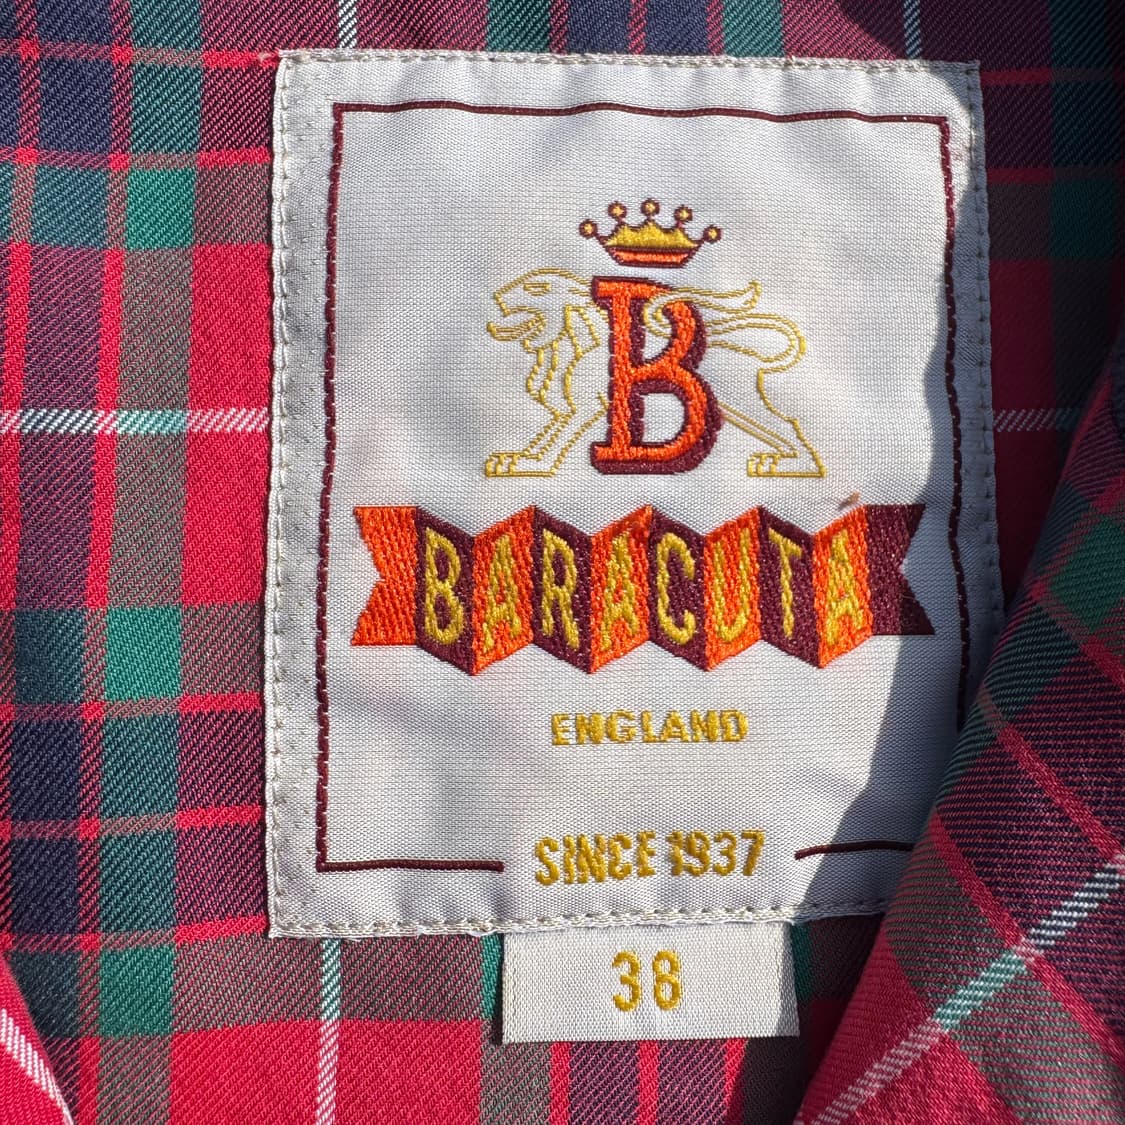 B
BARACUTA
ENGLAND
SINCE 1937
38